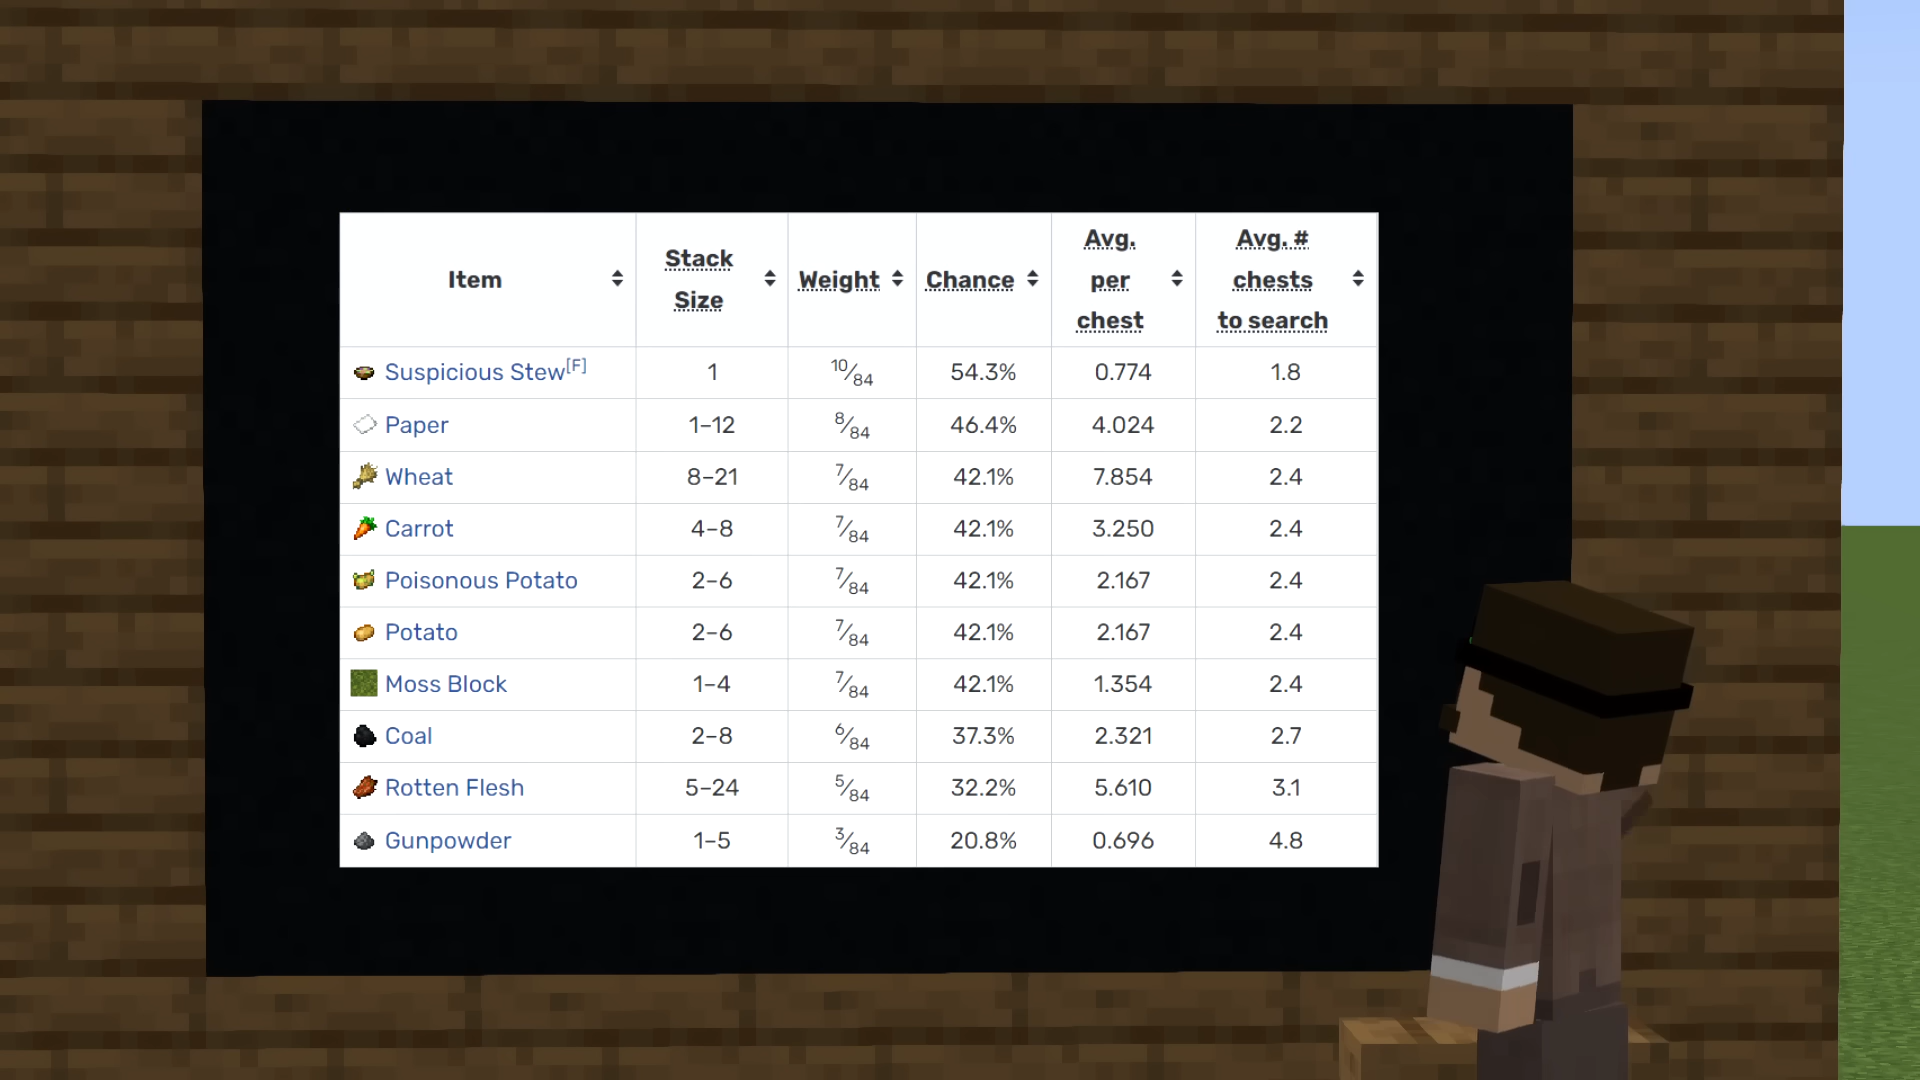 Item Stack Size Weight Chance Avg. per chest Avg. # chests to search
Suspicious Stew[F] 1 10/84 54.3% 0.774 1.8
Paper 1–12 8/84 46.4% 4.024 2.2
Wheat 8–21 7/84 42.1% 7.854 2.4
Carrot 4–8 7/84 42.1% 3.250 2.4
Poisonous Potato 2–6 7/84 42.1% 2.167 2.4
Potato 2–6 7/84 42.1% 2.167 2.4
Moss Block 1–4 7/84 42.1% 1.354 2.4
Coal 2–8 6/84 37.3% 2.321 2.7
Rotten Flesh 5–24 5/84 32.2% 5.610 3.1
Gunpowder 1–5 3/84 20.8% 0.696 4.8